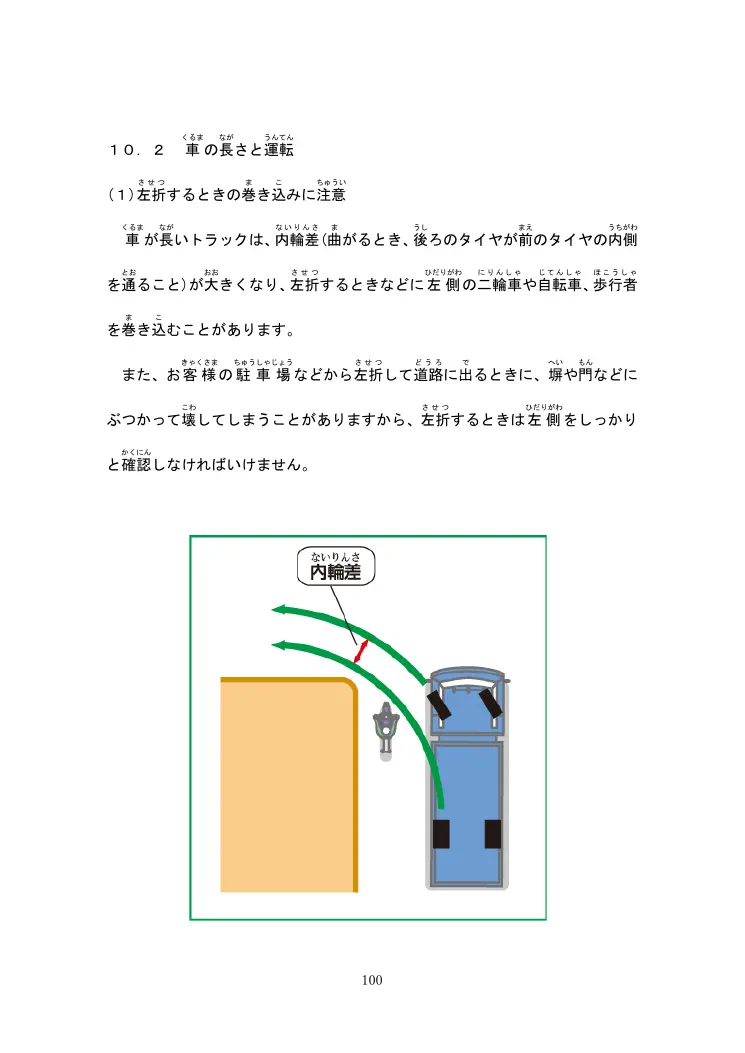 １０．２　車の長さと運転
（１）左折するときの巻き込みに注意
車が長いトラックは、内輪差（曲がるとき、後ろのタイヤが前のタイヤの内側
を通ること）が大きくなり、左折するときなどに左側の二輪車や自転車、歩行者
を巻き込むことがあります。
また、お客様の駐車場などから左折して道路に出るときに、塀や門などに
ぶつかって壊してしまうことがありますから、左折するときは左側をしっかり
と確認しなければいけません。
ないりんさ
内輪差
100